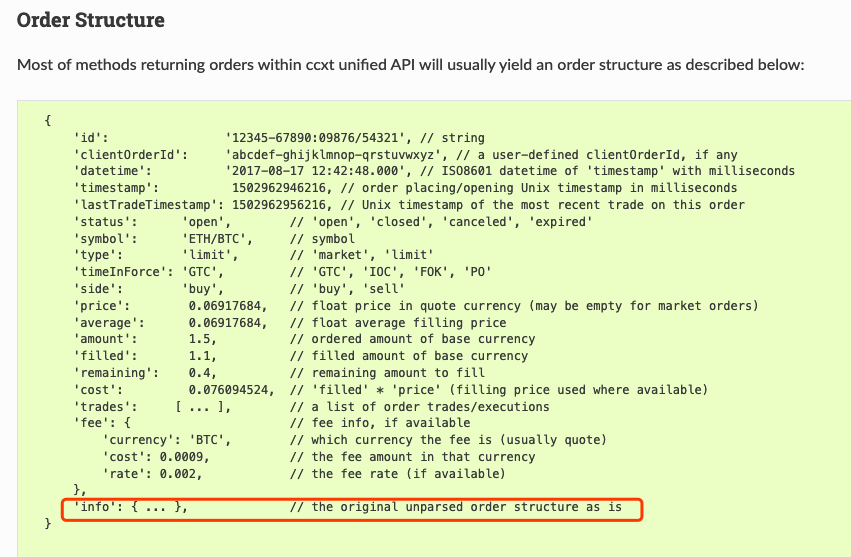 Order Structure
Most of methods returning orders within ccxt unified API will usually yield an order structure as described below:
{
    'id':                '12345-67890:09876/54321', // string
    'clientOrderId':     'abcdef-ghijklmnop-qrstuvwxyz', // a user-defined clientOrderId, if any
    'datetime':          '2017-08-17 12:42:48.000', // ISO8601 datetime of 'timestamp' with milliseconds
    'timestamp':          1502962946216, // order placing/opening Unix timestamp in milliseconds
    'lastTradeTimestamp': 1502962956216, // Unix timestamp of the most recent trade on this order
    'status':      'open',        // 'open', 'closed', 'canceled', 'expired'
    'symbol':      'ETH/BTC',     // symbol
    'type':        'limit',       // 'market', 'limit'
    'timeInForce': 'GTC',         // 'GTC', 'IOC', 'FOK', 'PO'
    'side':        'buy',         // 'buy', 'sell'
    'price':        0.06917684,   // float price in quote currency (may be empty for market orders)
    'average':      0.06917684,   // float average filling price
    'amount':       1.5,          // ordered amount of base currency
    'filled':       1.1,          // filled amount of base currency
    'remaining':    0.4,          // remaining amount to fill
    'cost':         0.076094524,  // 'filled' * 'price' (filling price used where available)
    'trades':     [ ... ],        // a list of order trades/executions
    'fee': {                      // fee info, if available
        'currency': 'BTC',        // which currency the fee is (usually quote)
        'cost': 0.0009,           // the fee amount in that currency
        'rate': 0.002,            // the fee rate (if available)
    },
    'info': { ... },              // the original unparsed order structure as is
}